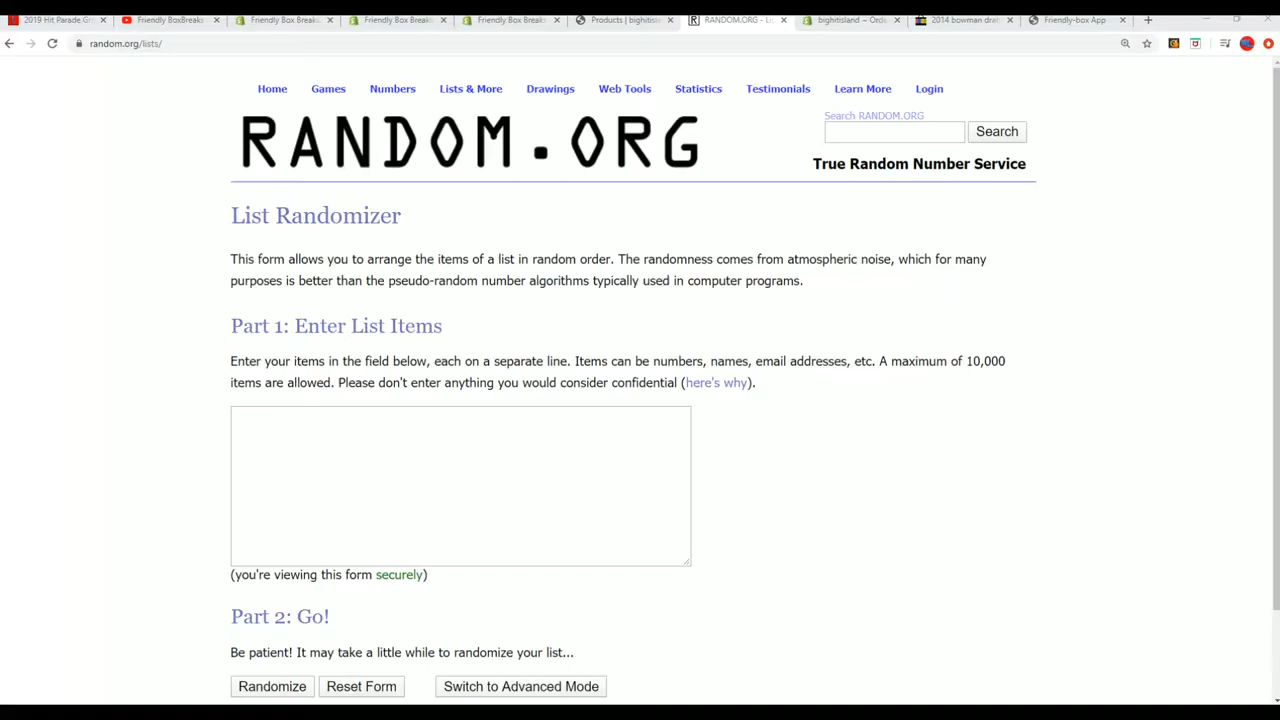 2019 Hit Parade Gr
Friendly BoxBreaks
Friendly Box Breaks
Friendly Box Breaks
Friendly Box Breaks
Products | bighitisland
RANDOM.ORG - Lis
bighitisland ~ Orde
2014 bowman draft
Friendly-box App
random.org/lists/
Home Games Numbers Lists & More Drawings Web Tools Statistics Testimonials Learn More Login
RANDOM.ORG
Search RANDOM.ORG
Search
True Random Number Service
List Randomizer
This form allows you to arrange the items of a list in random order. The randomness comes from atmospheric noise, which for many
purposes is better than the pseudo-random number algorithms typically used in computer programs.
Part 1: Enter List Items
Enter your items in the field below, each on a separate line. Items can be numbers, names, email addresses, etc. A maximum of 10,000
items are allowed. Please don't enter anything you would consider confidential (here's why).
(you're viewing this form securely)
Part 2: Go!
Be patient! It may take a little while to randomize your list...
Randomize Reset Form Switch to Advanced Mode